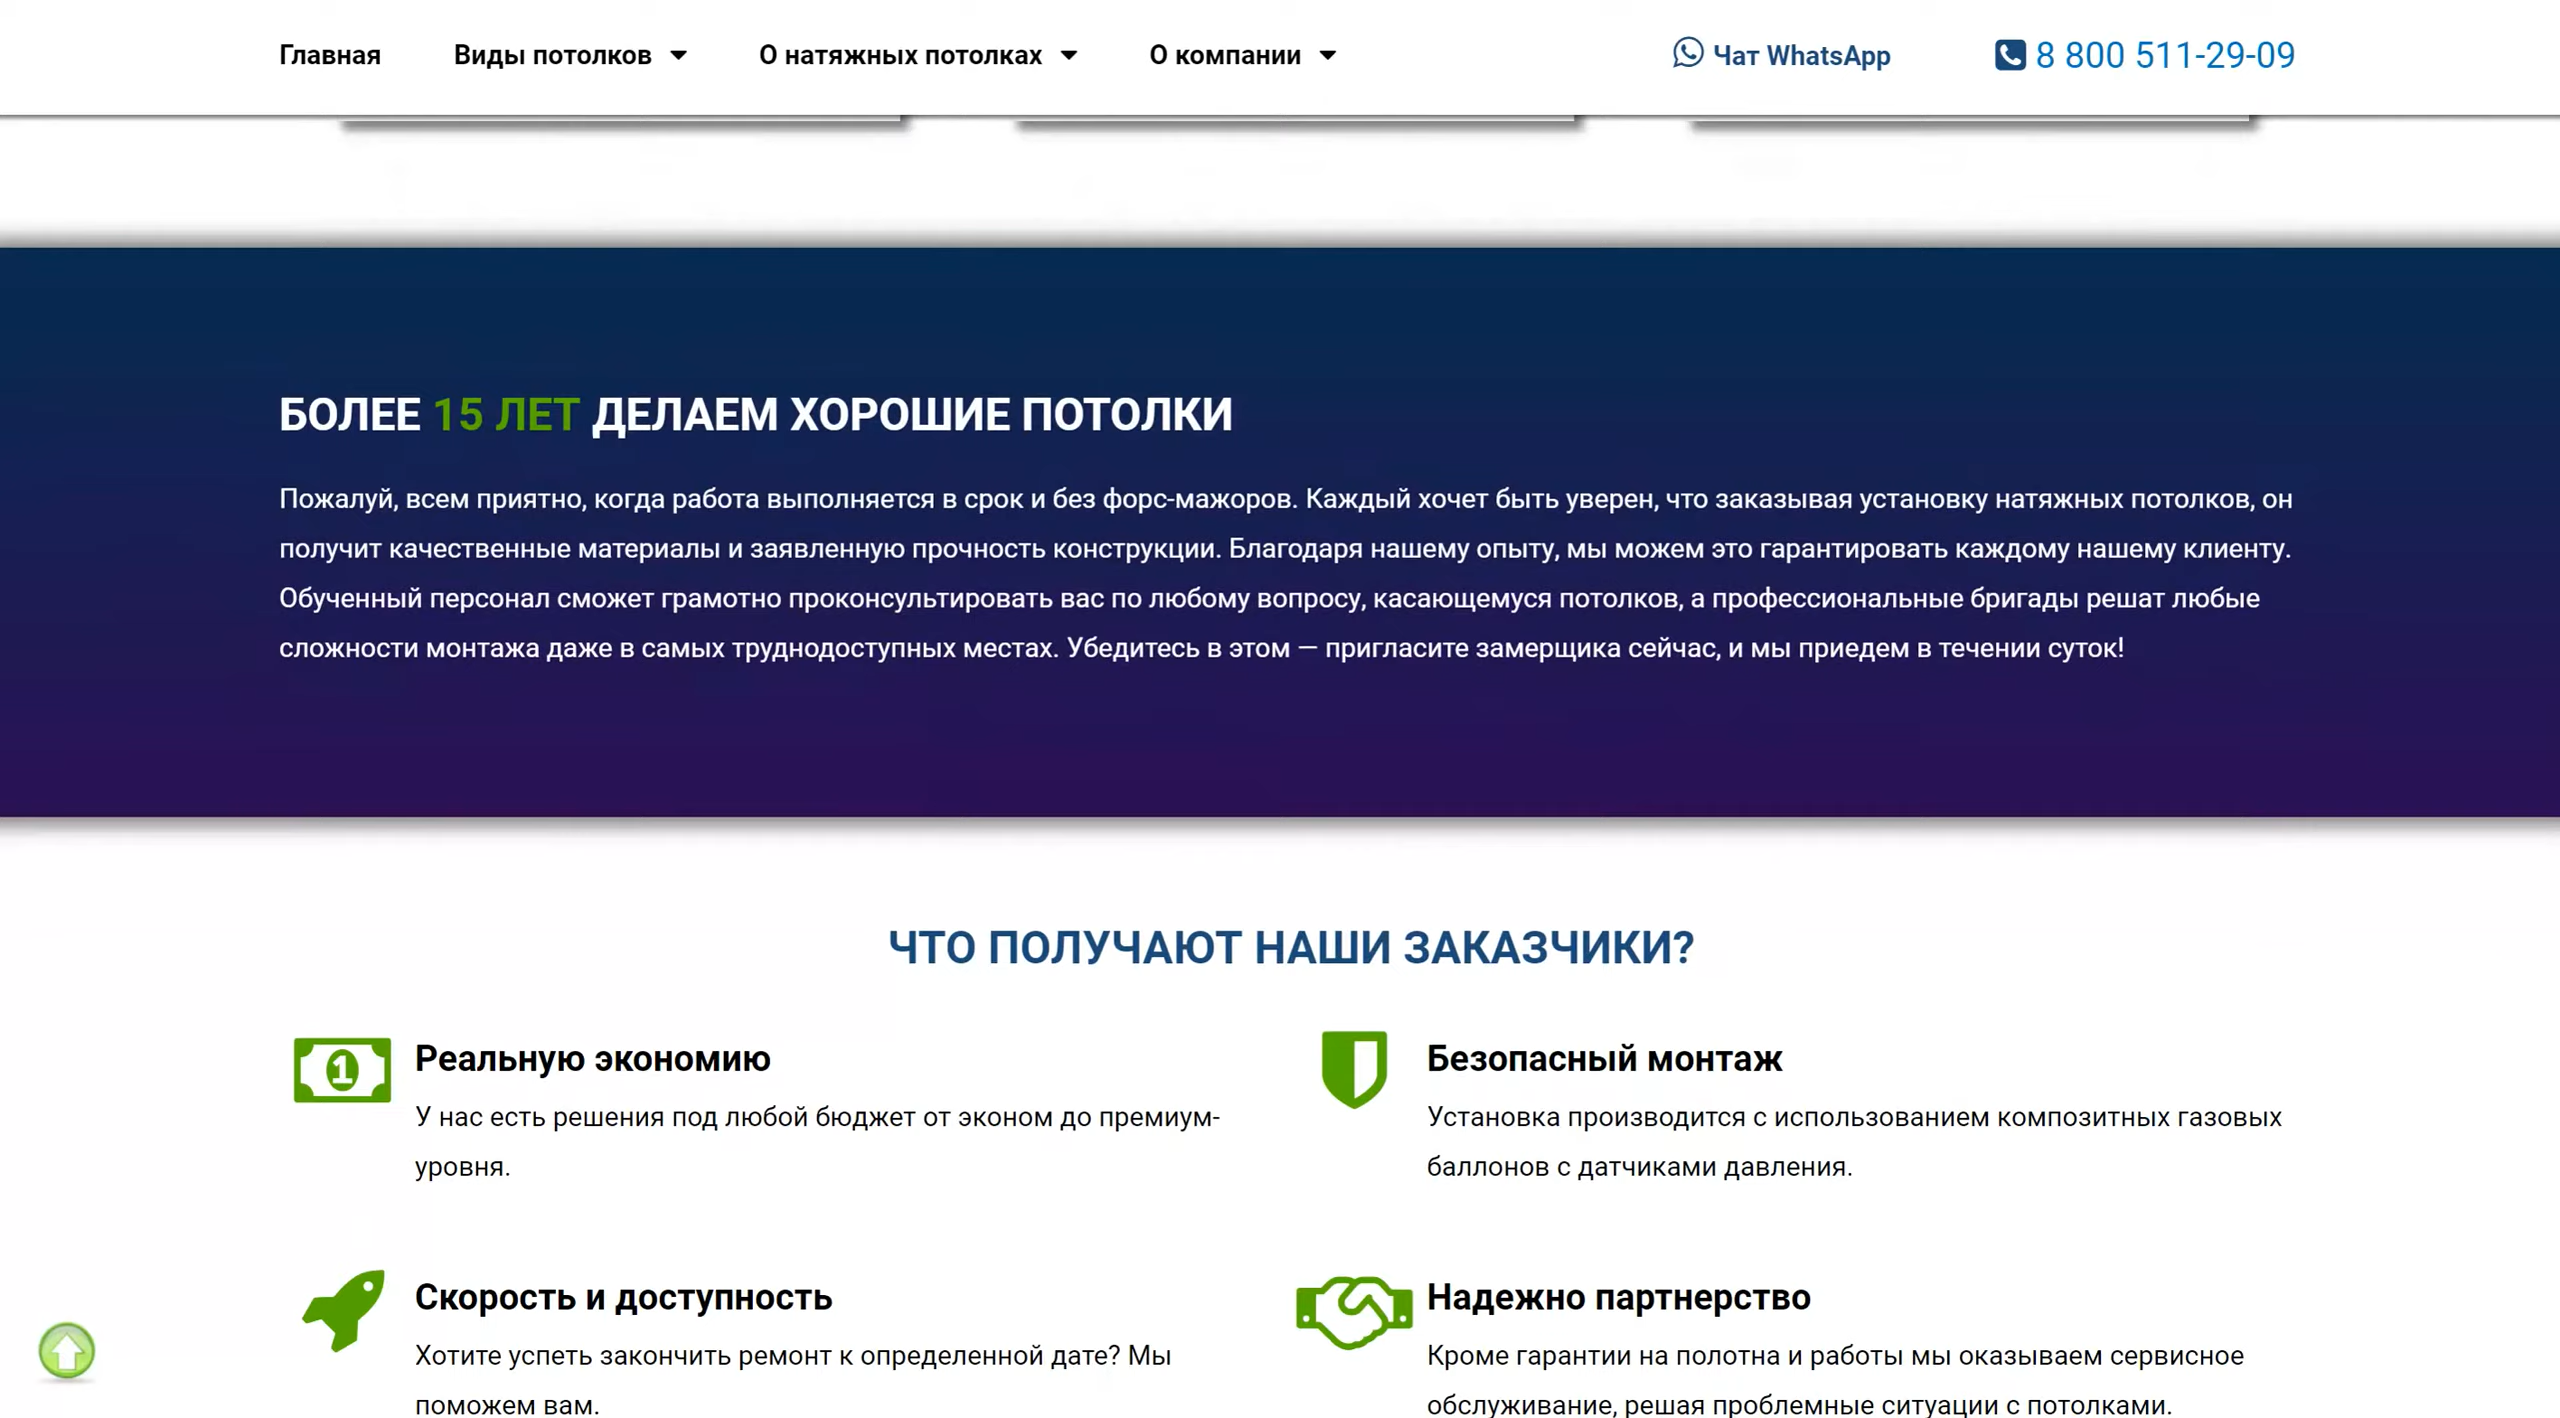 Главная
Виды потолков
О натяжных потолках
О компании
Чат WhatsApp
8 800 511-29-09
БОЛЕЕ 15 ЛЕТ ДЕЛАЕМ ХОРОШИЕ ПОТОЛКИ
Пожалуй, всем приятно, когда работа выполняется в срок и без форс-мажоров. Каждый хочет быть уверен, что заказывая установку натяжных потолков, он
получит качественные материалы и заявленную прочность конструкции. Благодаря нашему опыту, мы можем это гарантировать каждому нашему клиенту.
Обученный персонал сможет грамотно проконсультировать вас по любому вопросу, касающемуся потолков, а профессиональные бригады решат любые
сложности монтажа даже в самых труднодоступных местах. Убедитесь в этом — пригласите замерщика сейчас, и мы приедем в течении суток!
ЧТО ПОЛУЧАЮТ НАШИ ЗАКАЗЧИКИ?
1
Реальную экономию
У нас есть решения под любой бюджет от эконом до премиум-
уровня.
Безопасный монтаж
Установка производится с использованием композитных газовых
баллонов с датчиками давления.
Скорость и доступность
Хотите успеть закончить ремонт к определенной дате? Мы
поможем вам.
Надежно партнерство
Кроме гарантии на полотна и работы мы оказываем сервисное
обслуживание, решая проблемные ситуации с потолками.